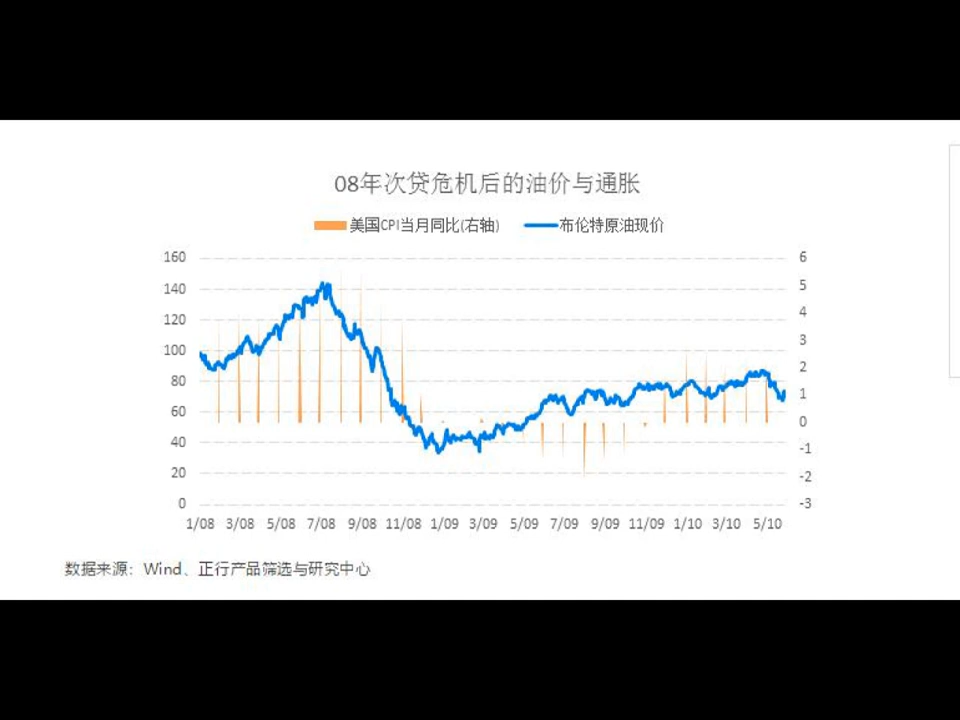 08年次贷危机后的油价与通胀
美国CPI当月同比(右轴) 布伦特原油现价
160 6
140 5
120 4
100 3
80 2
60 1
40 0
20 -1
0 -2
-3
1/08 3/08 5/08 7/08 9/08 11/08 1/09 3/09 5/09 7/09 9/09 11/09 1/10 3/10 5/10
数据来源：Wind、正行产品筛选与研究中心